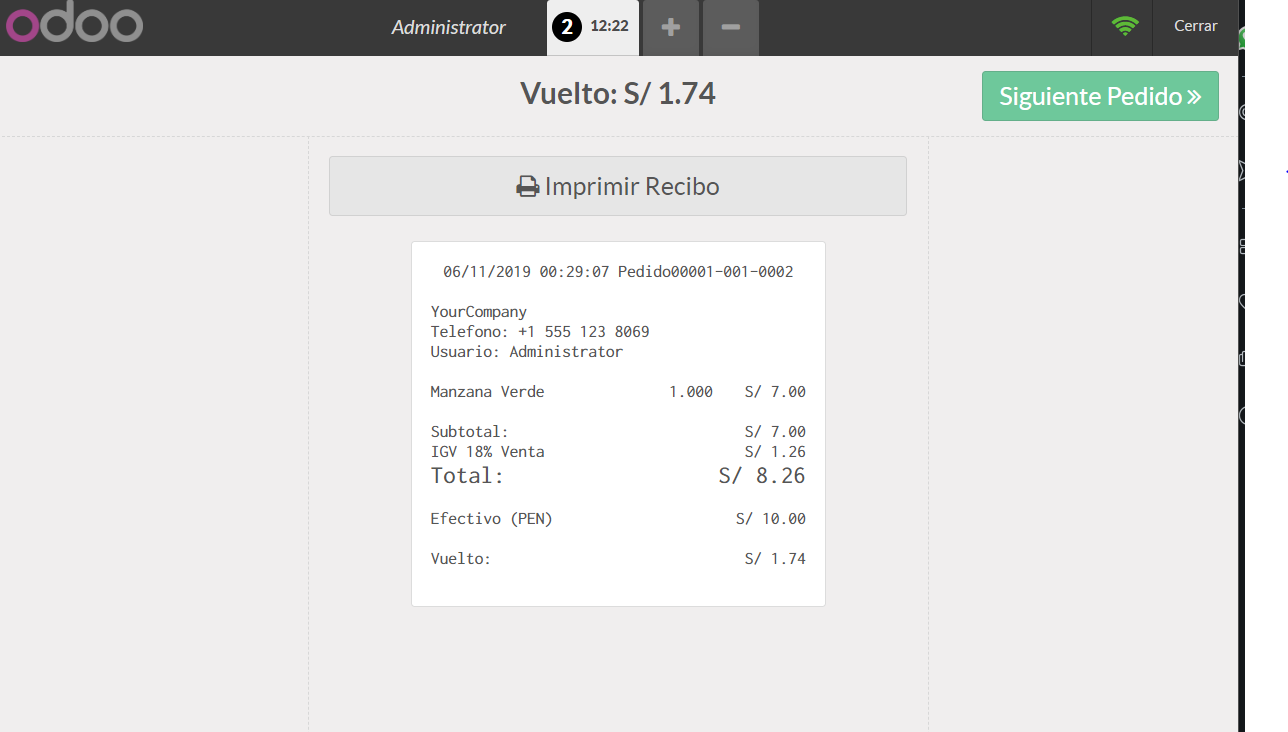 odoo Administrator 2 12:22 Cerrar
Vuelto: S/ 1.74 Siguiente Pedido »
Imprimir Recibo
06/11/2019 00:29:07 Pedido00001-001-0002
YourCompany
Telefono: +1 555 123 8069
Usuario: Administrator
Manzana Verde 1.000 S/ 7.00
Subtotal: S/ 7.00
IGV 18% Venta S/ 1.26
Total: S/ 8.26
Efectivo (PEN) S/ 10.00
Vuelto: S/ 1.74